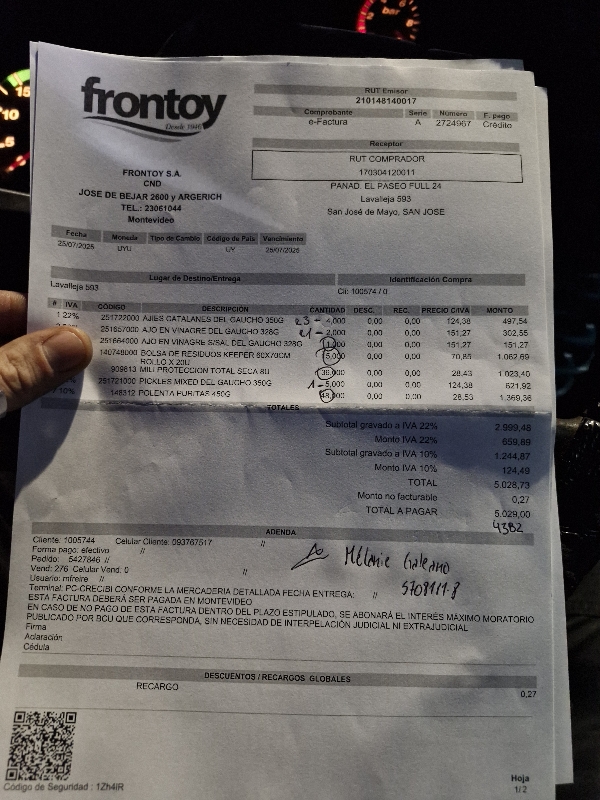 frontoy
Desde 1946
FRONTOY S.A.
CND
JOSE DE BEJAR 2600 y ARGERICH
TEL.: 23061044
Montevideo
RUT Emisor
210148140017
Comprobante Serie Número F. pago
e-Factura A 2724967 Crédito
Receptor
RUT COMPRADOR
170304120011
PANAD. EL PASEO FULL 24
Lavalleja 593
San José de Mayo, SAN JOSE
Fecha Moneda Tipo de Cambio Código de País Vencimiento
25/07/2025 UYU UY 25/07/2025
Lugar de Destino/Entrega Identificación Compra
Lavalleja 593 Cli: 100574 / 0
# IVA CÓDIGO DESCRIPCION CANTIDAD DESC. REC. PRECIO C/IVA MONTO
1 22% 251722000 AJIES CATALANES DEL GAUCHO 350G 4,000 0,00 0,00 124,38 497,54
251657000 AJO EN VINAGRE DEL GAUCHO 328G 2,000 0,00 0,00 151,27 302,55
251664000 AJO EN VINAGRE S/SAL DEL GAUCHO 328G 1,000 0,00 0,00 151,27 151,27
140748000 BOLSA DE RESIDUOS KEEPER 60X70CM 15,000 0,00 0,00 70,85 1.062,69
ROLLO X 20U
909613 MILI PROTECCION TOTAL SECA 8U 36,000 0,00 0,00 28,43 1.023,40
251721000 PICKLES MIXED DEL GAUCHO 350G 1 - 5,000 0,00 0,00 124,38 621,92
10% 148312 POLENTA PURITAS 450G 48,000 0,00 0,00 28,53 1.369,36
TOTALES
Subtotal gravado a IVA 22% 2.999,48
Monto IVA 22% 659,89
Subtotal gravado a IVA 10% 1.244,87
Monto IVA 10% 124,49
TOTAL 5.028,73
Monto no facturable 0,27
TOTAL A PAGAR 5.029,00
4382
ADENDA
Cliente: 1005744 Celular Cliente: 093767517 //
Forma pago: efectivo //
Pedido: 5427846 //
Vend: 276 Celular Vend: 0 //
Usuario: mfreire //
Mélanie Galeano
5708111-8
Terminal: PC-CRECIBI CONFORME LA MERCADERIA DETALLADA FECHA ENTREGA: //
ESTA FACTURA DEBERÁ SER PAGADA EN MONTEVIDEO
EN CASO DE NO PAGO DE ESTA FACTURA DENTRO DEL PLAZO ESTIPULADO, SE ABONARÁ EL INTERÉS MÁXIMO MORATORIO
PUBLICADO POR BCU QUE CORRESPONDA, SIN NECESIDAD DE INTERPELACIÓN JUDICIAL NI EXTRAJUDICIAL
Firma
Aclaración
Cédula
DESCUENTOS / RECARGOS GLOBALES
RECARGO 0,27
Código de Seguridad : 1Zh4iR
Hoja
1/2
bar
15
10
5